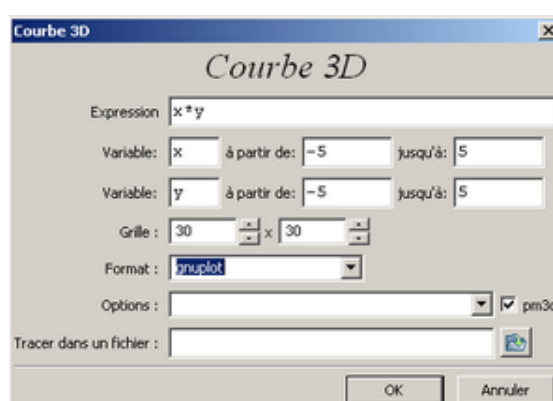 Courbe 3D
Courbe 3D
Expression x*y
Variable: x à partir de: -5 jusqu'à: 5
Variable: y à partir de: -5 jusqu'à: 5
Grille : 30 x 30
Format : gnuplot
Options : pm3d
Tracer dans un fichier :
OK Annuler